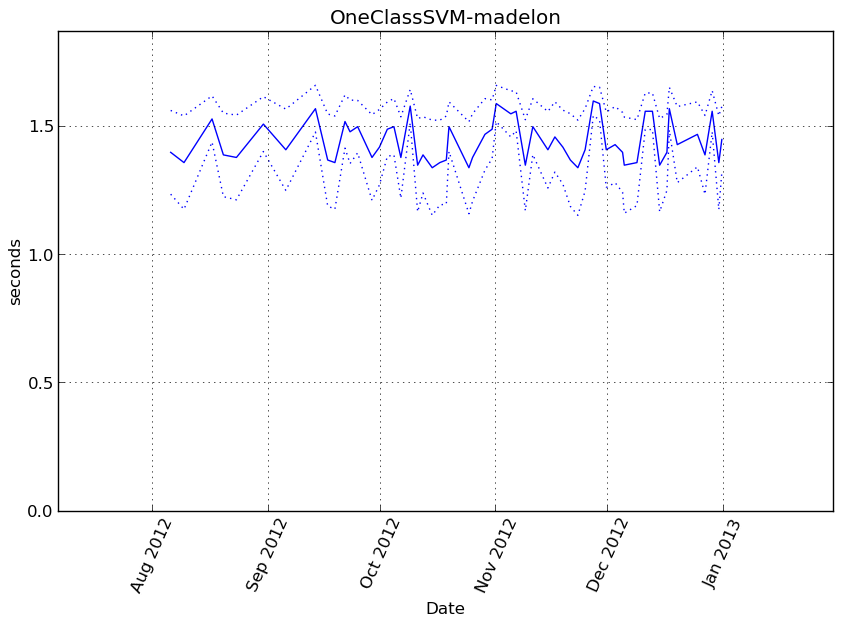 OneClassSVM-madelon
1.5
1.0
0.5
0.0
seconds
Aug 2012
Sep 2012
Oct 2012
Nov 2012
Dec 2012
Jan 2013
Date